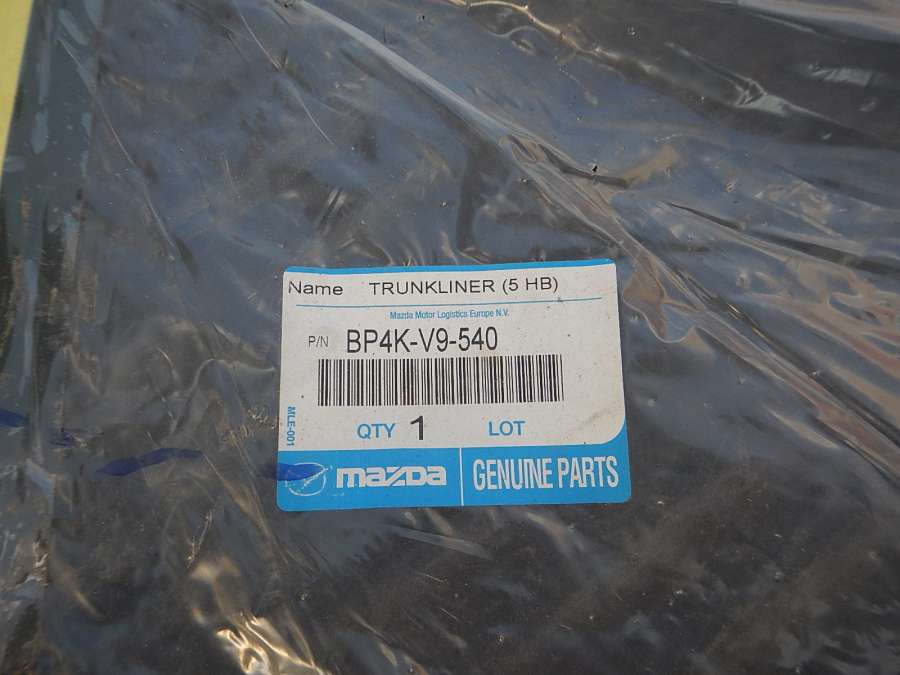 Name TRUNKLINER (5 HB)
Mazda Motor Logistics Europe N.V.
P/N BP4K-V9-540
MLE-001
QTY 1 LOT
mazda GENUINE PARTS